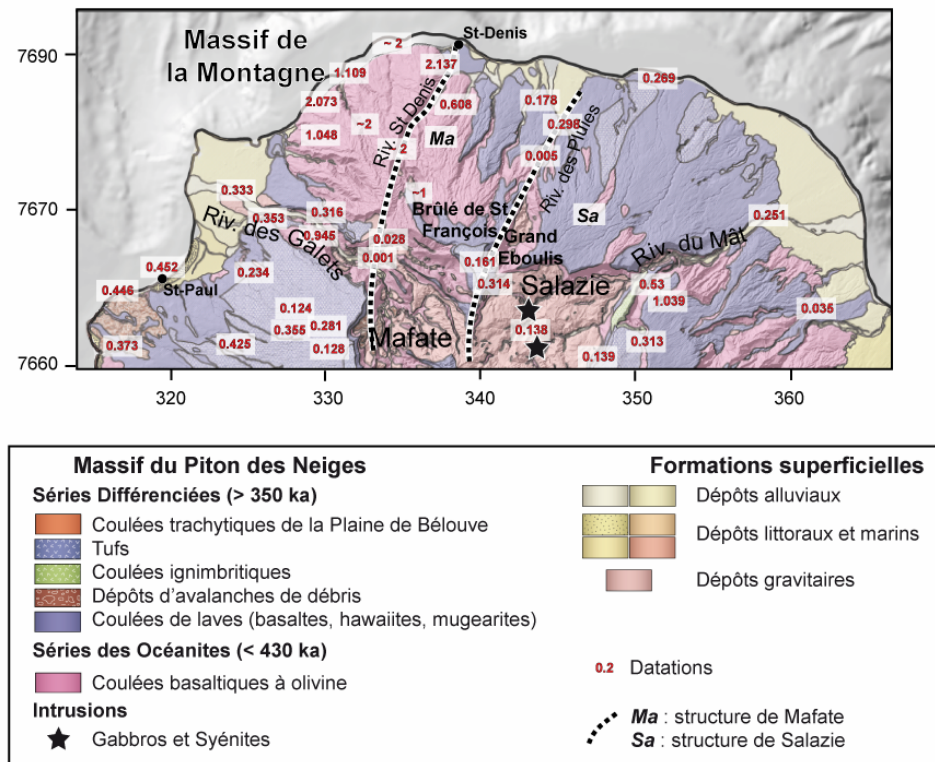 St-Denis
Massif de
la Montagne
7690
~ 2
2.137
1.109
0.269
2.073
0.608
0.178
Riv. St-Denis
1.048
~2
Ma
0.298
2
0.005
Riv. des Pluies
0.333
~1
7670
0.353
0.316
Brûlé de St
François
Sa
0.251
Riv. des Galets
0.945
0.028
Grand
Eboulis
Riv. du Mât
0.001
0.161
0.452
0.234
0.314
Salazie
0.53
St-Paul
0.446
1.039
0.124
0.035
0.355
0.281
Mafate
0.138
0.373
0.425
0.128
0.313
0.139
7660
320
330
340
350
360
Massif du Piton des Neiges
Séries Différenciées (> 350 ka)
Coulées trachytiques de la Plaine de Bélouve
Tufs
Coulées ignimbritiques
Dépôts d'avalanches de débris
Coulées de laves (basaltes, hawaiites, mugearites)
Séries des Océanites (< 430 ka)
Coulées basaltiques à olivine
Intrusions
Gabbros et Syénites
Formations superficielles
Dépôts alluviaux
Dépôts littoraux et marins
Dépôts gravitaires
0.2 Datations
Ma : structure de Mafate
Sa : structure de Salazie